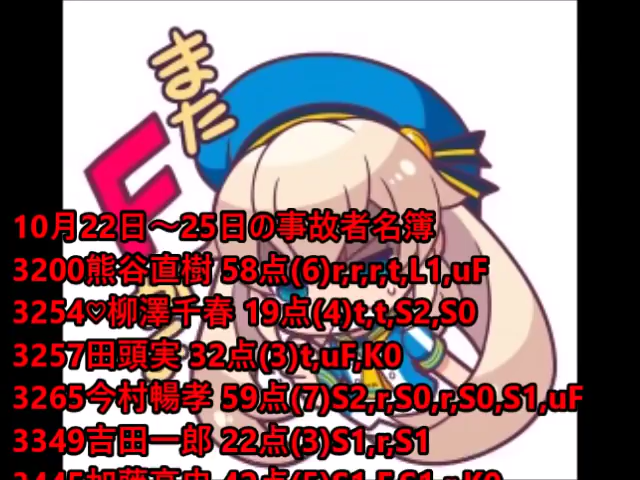 また
F
10月22日～25日の事故者名簿
3200熊谷直樹 58点(6)r,r,r,t,L1,uF
3254♡柳澤千春 19点(4)t,t,S2,S0
3257田頭実 32点(3)t,uF,K0
3265今村暢孝 59点(7)S2,r,S0,r,S0,S1,uF
3349吉田一郎 22点(3)S1,r,S1